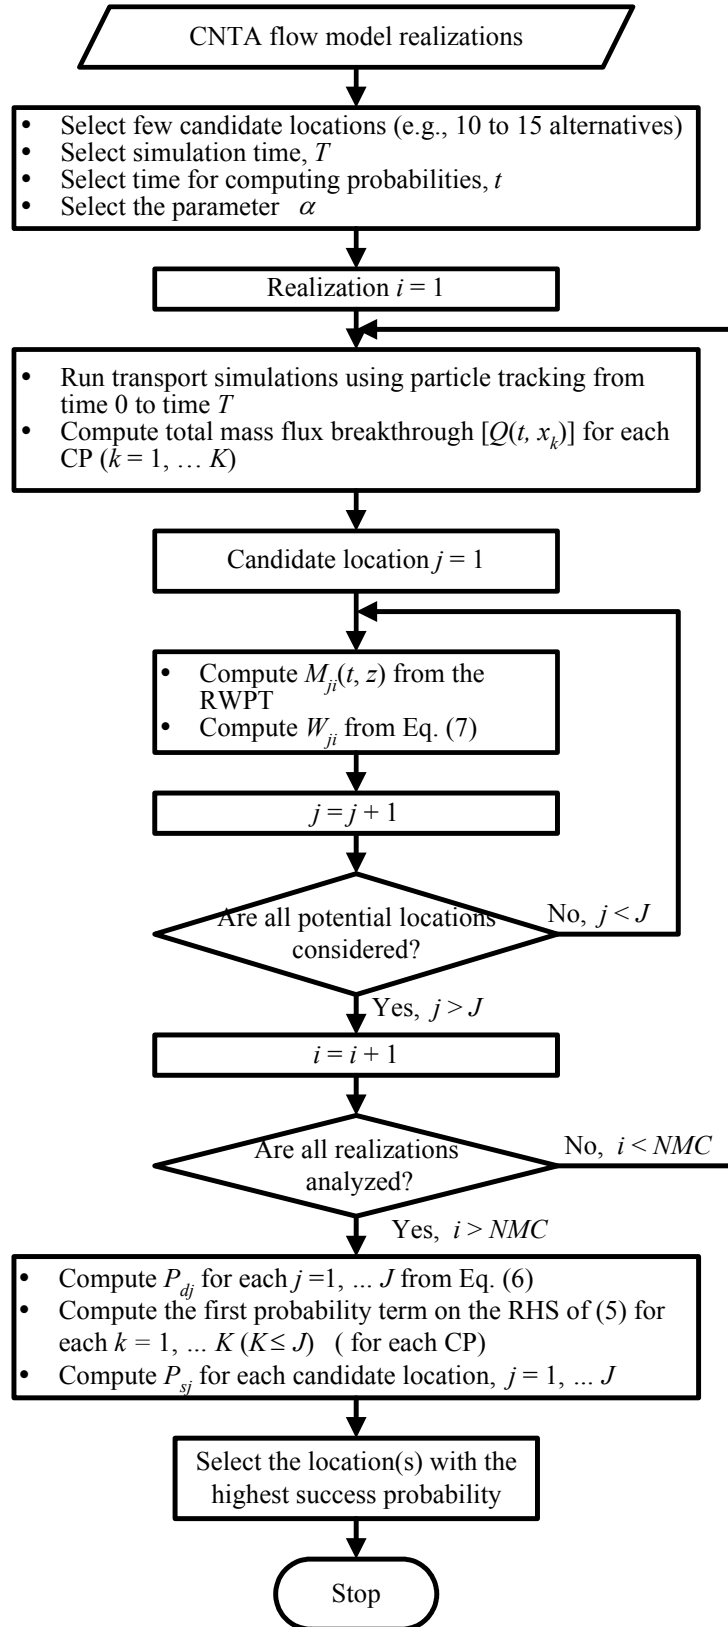 CNTA flow model realizations
• Select few candidate locations (e.g., 10 to 15 alternatives)
• Select simulation time, T
• Select time for computing probabilities, t
• Select the parameter α
Realization i = 1
• Run transport simulations using particle tracking from
time 0 to time T
• Compute total mass flux breakthrough [Q(t, x_k)] for each
CP (k = 1, … K)
Candidate location j = 1
• Compute M_ji(t, z) from the
RWPT
• Compute W_ji from Eq. (7)
j = j + 1
Are all potential locations
considered?
No, j < J
Yes, j > J
i = i + 1
Are all realizations
analyzed?
No, i < NMC
Yes, i > NMC
• Compute P_dj for each j =1, ... J from Eq. (6)
• Compute the first probability term on the RHS of (5) for
each k = 1, ... K (K ≤ J) ( for each CP)
• Compute P_sj for each candidate location, j = 1, ... J
Select the location(s) with the
highest success probability
Stop